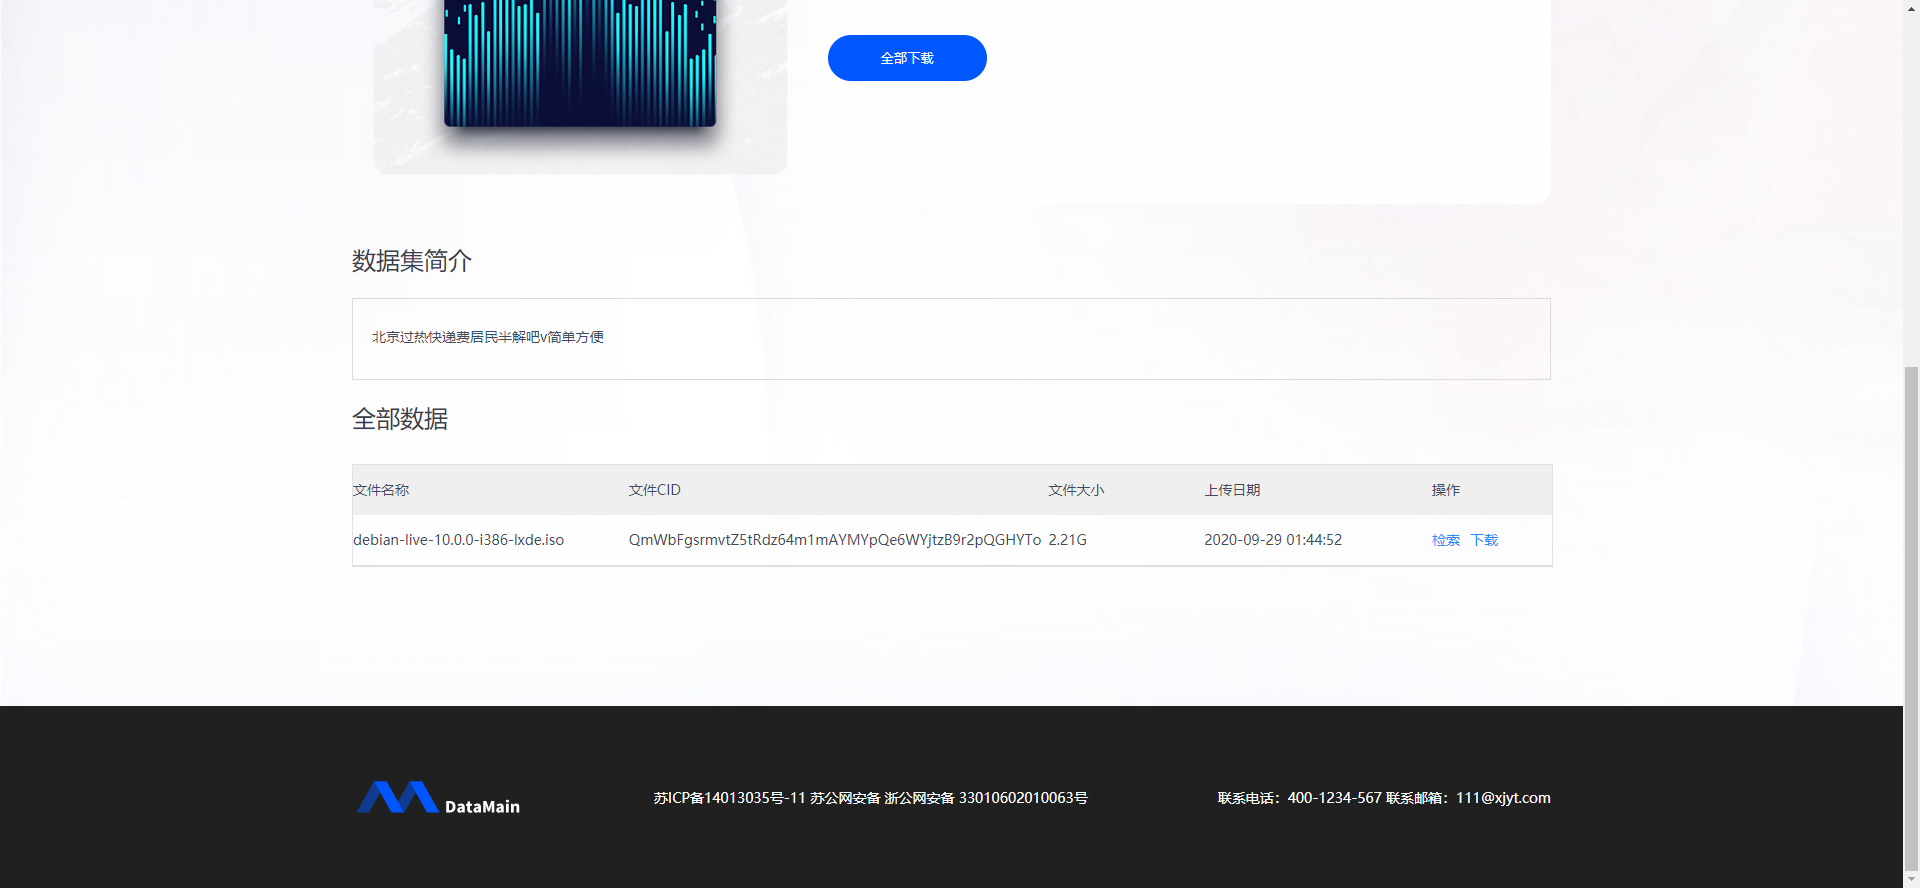 全部下载
数据集简介
北京过热快递费居民半解吧v简单方便
全部数据
文件名称 文件CID 文件大小 上传日期 操作
debian-live-10.0.0-i386-lxde.iso QmWbFgsrmvtZ5tRdz64m1mAYMYpQe6WYjtzB9r2pQGHYTo 2.21G 2020-09-29 01:44:52 检索 下载
DataMain 苏ICP备14013035号-11 苏公网安备 浙公网安备 33010602010063号 联系电话：400-1234-567 联系邮箱：111@xjyt.com